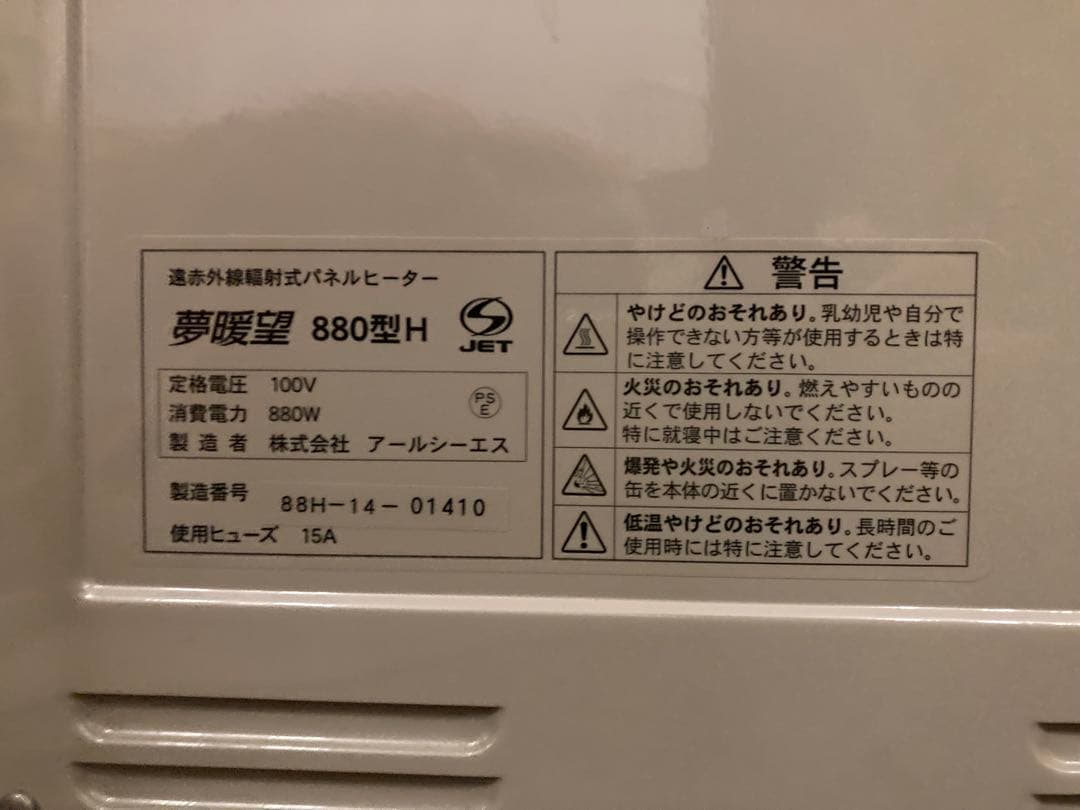 遠赤外線輻射式パネルヒーター
夢暖望 880型H
JET
定格電圧 100V
消費電力 880W
PS
E
製造者 株式会社 アールシーエス
製造番号 88H-14-01410
使用ヒューズ 15A
警告
やけどのおそれあり。乳幼児や自分で
操作できない方等が使用するときは特
に注意してください。
火災のおそれあり。燃えやすいものの
近くで使用しないでください。
特に就寝中はご注意ください。
爆発や火災のおそれあり。スプレー等の
缶を本体の近くに置かないでください。
低温やけどのおそれあり。長時間のご
使用時には特に注意してください。